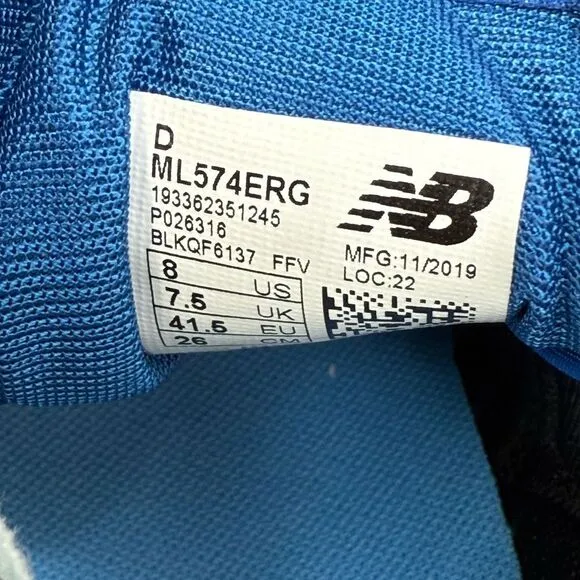 D
ML574ERG
193362351245
P026316
BLKQF6137 FFV
8 US
7.5 UK
41.5 EU
26 CM
NB
MFG:11/2019
LOC:22